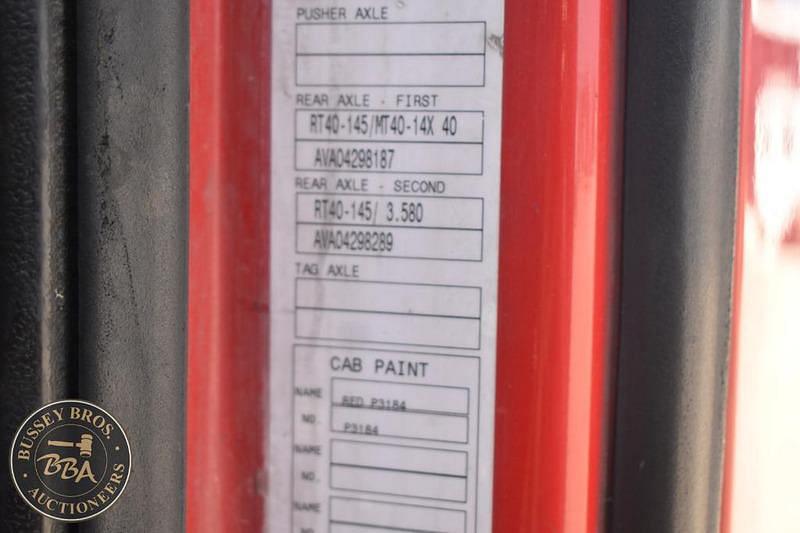 PUSHER AXLE
REAR AXLE - FIRST
RT40-145/MT40-14X 40
AVA04298187
REAR AXLE - SECOND
RT40-145/ 3.580
AVA04298289
TAG AXLE
CAB PAINT
NAME RED P3184
NO. P3184
NAME
NO.
NAME
NO.
BUSSEY BROS.
BBA
AUCTIONEERS